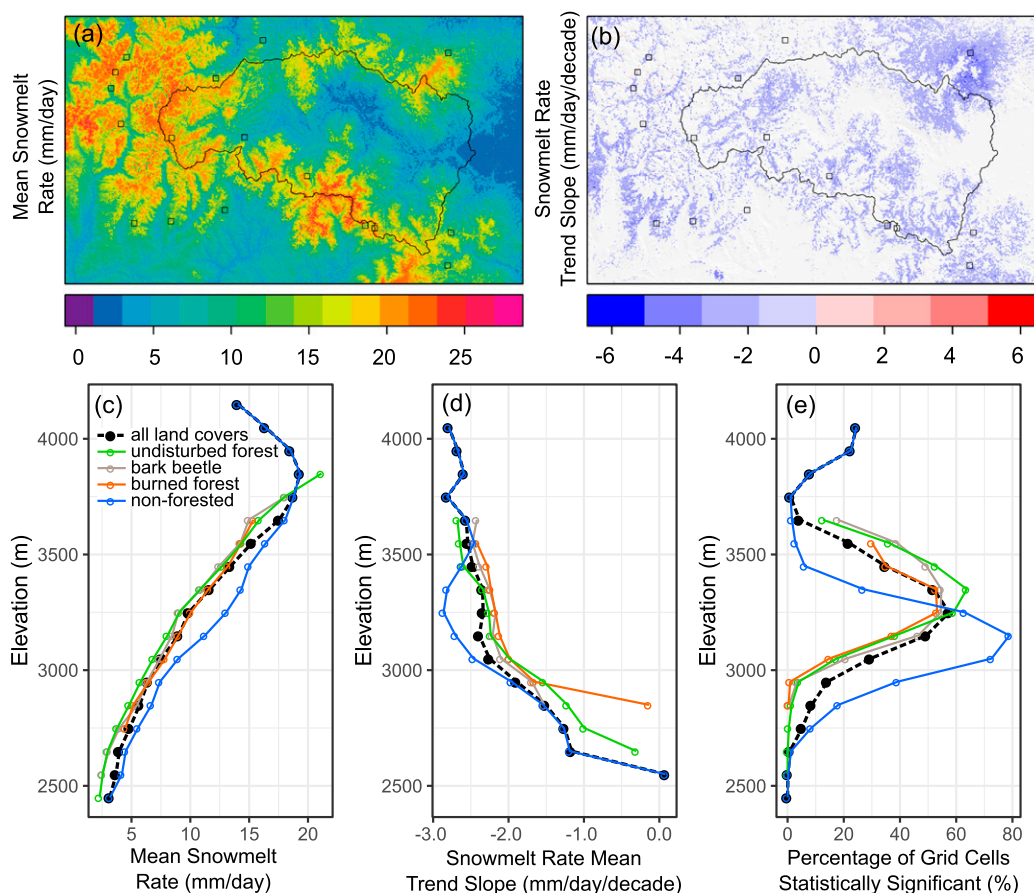 (a)
Mean Snowmelt
Rate (mm/day)
0 5 10 15 20 25
(b)
Snowmelt Rate
Trend Slope (mm/day/decade)
-6 -4 -2 0 2 4 6
(c)
all land covers
undisturbed forest
bark beetle
burned forest
non-forested
Elevation (m)
4000
3500
3000
2500
5 10 15 20
Mean Snowmelt
Rate (mm/day)
(d)
Elevation (m)
-3.0 -2.0 -1.0 0.0
Snowmelt Rate Mean
Trend Slope (mm/day/decade)
(e)
Elevation (m)
4000
3500
3000
2500
0 20 40 60 80
Percentage of Grid Cells
Statistically Significant (%)